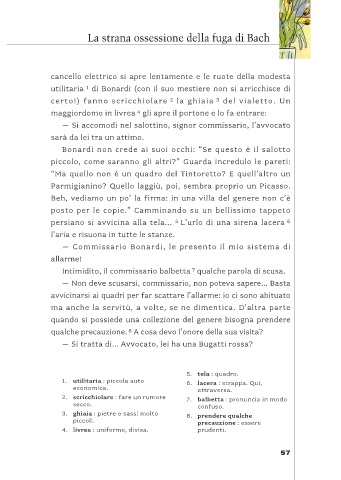 La strana ossessione della fuga di Bach
cancello elettrico si apre lentamente e le ruote della modesta
utilitaria 1 di Bonardi (con il suo mestiere non si arricchisce di
certo!) fanno scricchiolare 2 la ghiaia 3 del vialetto. Un
maggiordomo in livrea 4 gli apre il portone e lo fa entrare:
— Si accomodi nel salottino, signor commissario, l’avvocato
sarà da lei tra un attimo.
Bonardi non crede ai suoi occhi: “Se questo è il salotto
piccolo, come saranno gli altri?” Guarda incredulo le pareti:
“Ma quello non è un quadro del Tintoretto? E quell’altro un
Parmigianino? Quello laggiù, poi, sembra proprio un Picasso.
Beh, vediamo un po’ la firma: in una villa del genere non c’è
posto per le copie.” Camminando su un bellissimo tappeto
persiano si avvicina alla tela... 5 L’urlo di una sirena lacera 6
l’aria e risuona in tutte le stanze.
— Commissario Bonardi, le presento il mio sistema di
allarme!
Intimidito, il commissario balbetta 7 qualche parola di scusa.
— Non deve scusarsi, commissario, non poteva sapere... Basta
avvicinarsi ai quadri per far scattare l’allarme: io ci sono abituato
ma anche la servitù, a volte, se ne dimentica. D’altra parte
quando si possiede una collezione del genere bisogna prendere
qualche precauzione. 8 A cosa devo l’onore della sua visita?
— Si tratta di... Avvocato, lei ha una Bugatti rossa?
1. utilitaria : piccola auto
economica.
2. scricchiolare : fare un rumore
secco.
3. ghiaia : pietre o sassi molto
piccoli.
4. livrea : uniforme, divisa.
5. tela : quadro.
6. lacera : strappa. Qui,
attraversa.
7. balbetta : pronuncia in modo
confuso.
8. prendere qualche
precauzione : essere
prudenti.
57